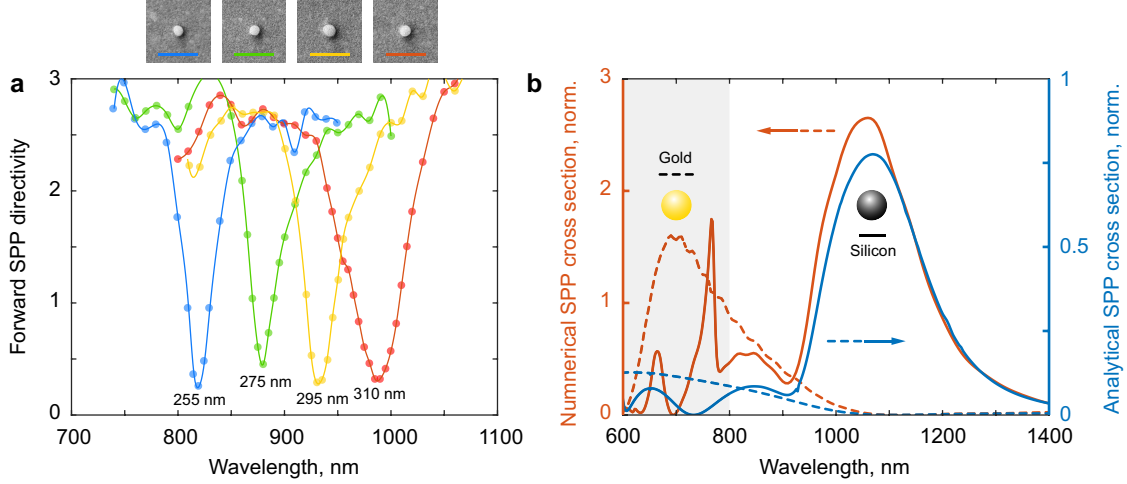 a
3
2
1
0
Forward SPP directivity
255 nm
275 nm
295 nm
310 nm
700
800
900
1000
1100
Wavelength, nm
b
3
2
1
0
Numnerical SPP cross section, norm.
Gold
Silicon
1
0.5
0
Analytical SPP cross section, norm.
600
800
1000
1200
1400
Wavelength, nm